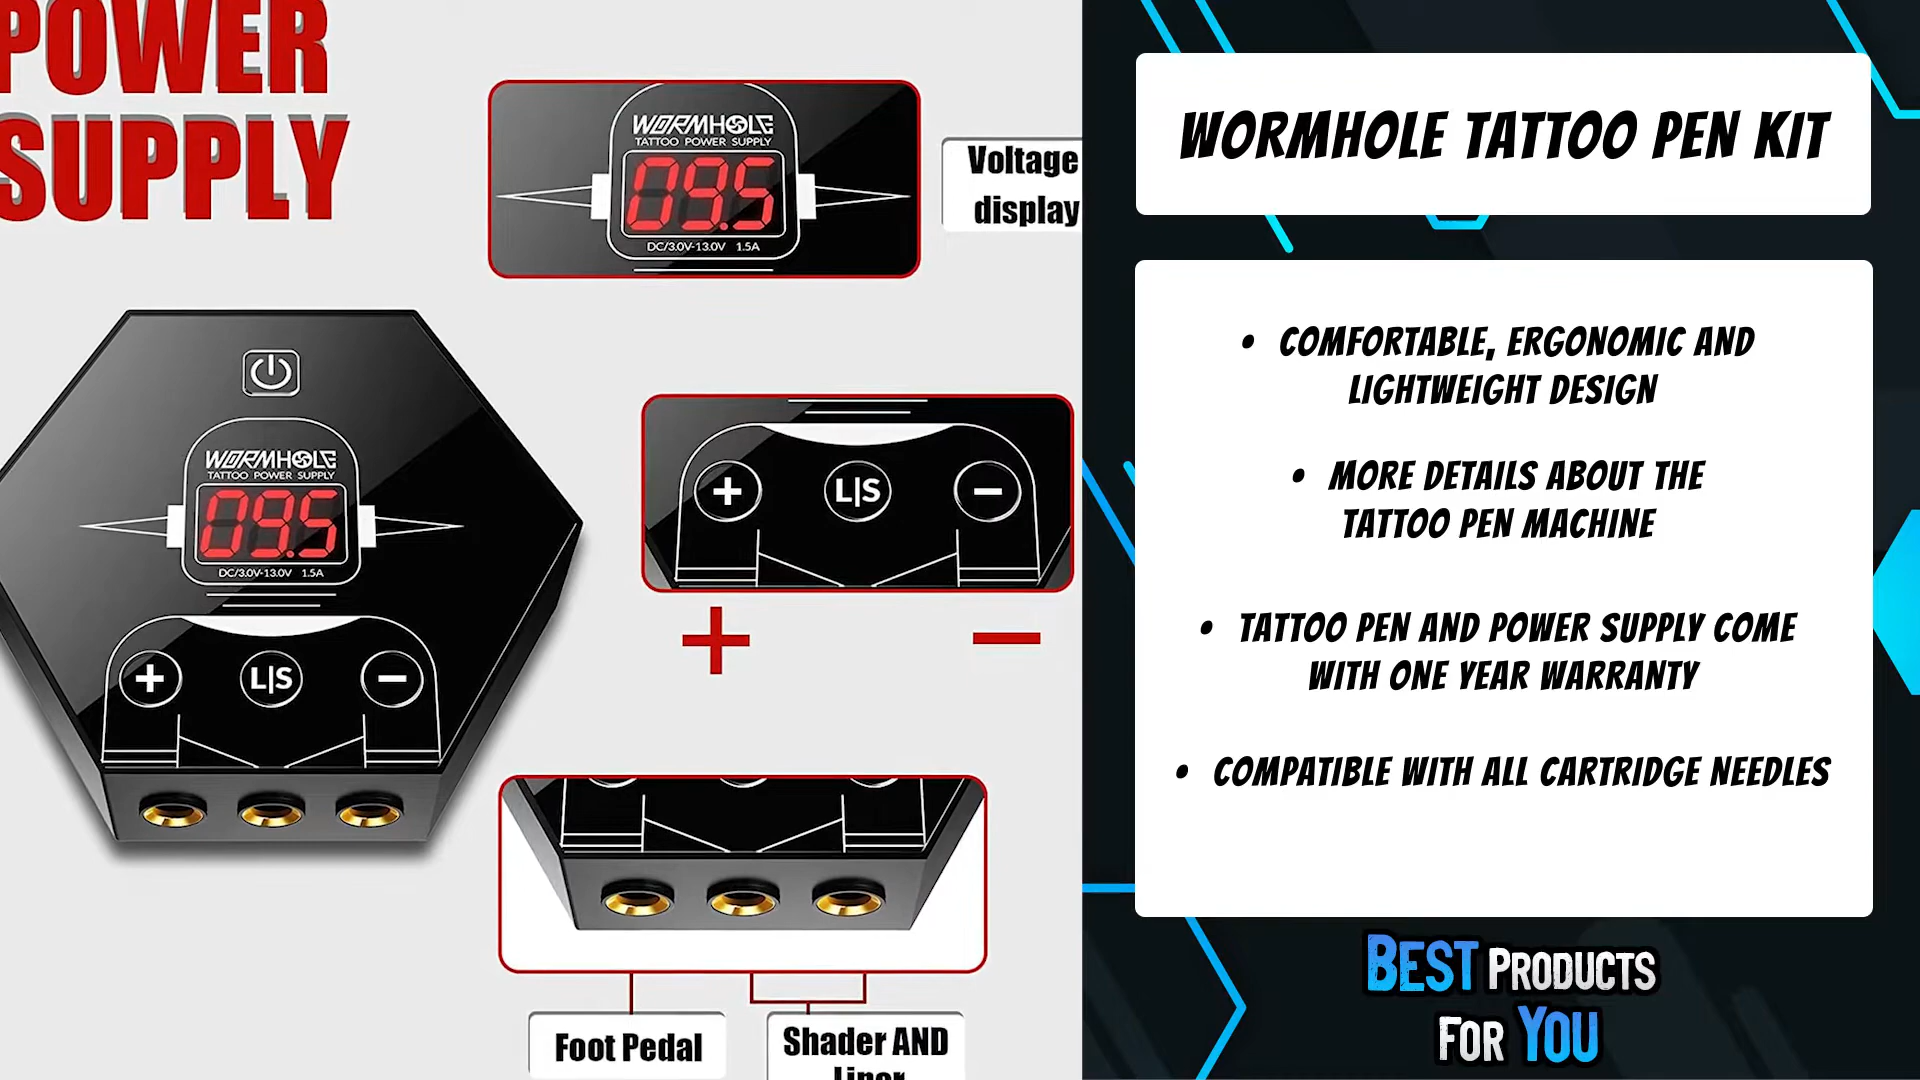 POWER
SUPPLY
WORMHOLE
TATTOO POWER SUPPLY
09.5
DC/3.0V-13.0V 1.5A
Voltage
display
WORMHOLE
TATTOO POWER SUPPLY
09.5
DC/3.0V-13.0V 1.5A
+ L|S −
+ L|S −
+ −
Foot Pedal
Shader AND
Liner
WORMHOLE TATTOO PEN KIT
• COMFORTABLE, ERGONOMIC AND
LIGHTWEIGHT DESIGN
• MORE DETAILS ABOUT THE
TATTOO PEN MACHINE
• TATTOO PEN AND POWER SUPPLY COME
WITH ONE YEAR WARRANTY
• COMPATIBLE WITH ALL CARTRIDGE NEEDLES
BEST PRODUCTS
FOR YOU